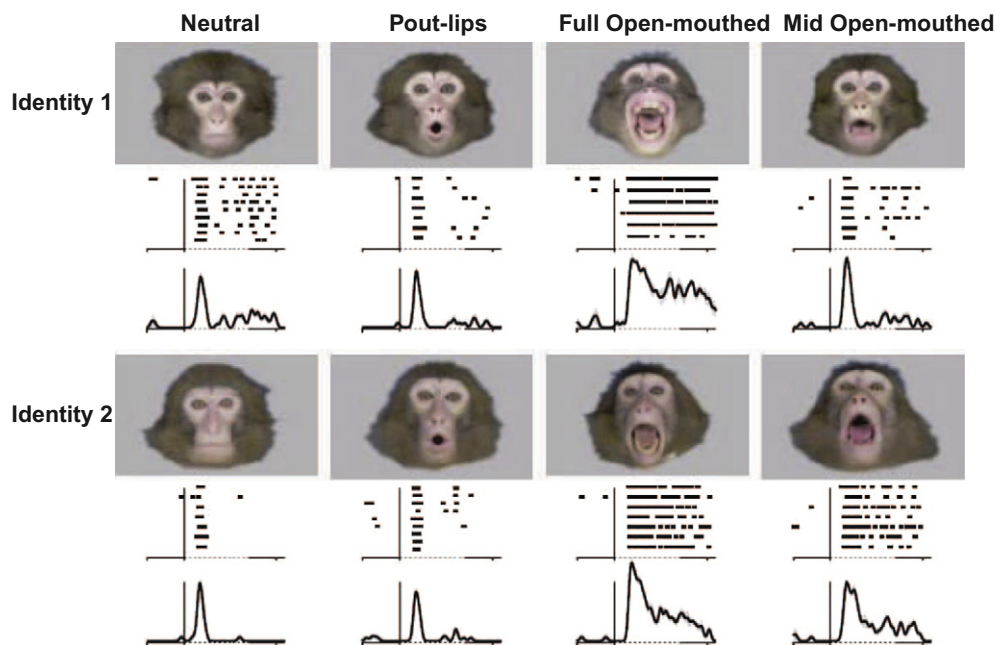 Neutral Pout-lips Full Open-mouthed Mid Open-mouthed
Identity 1
Identity 2